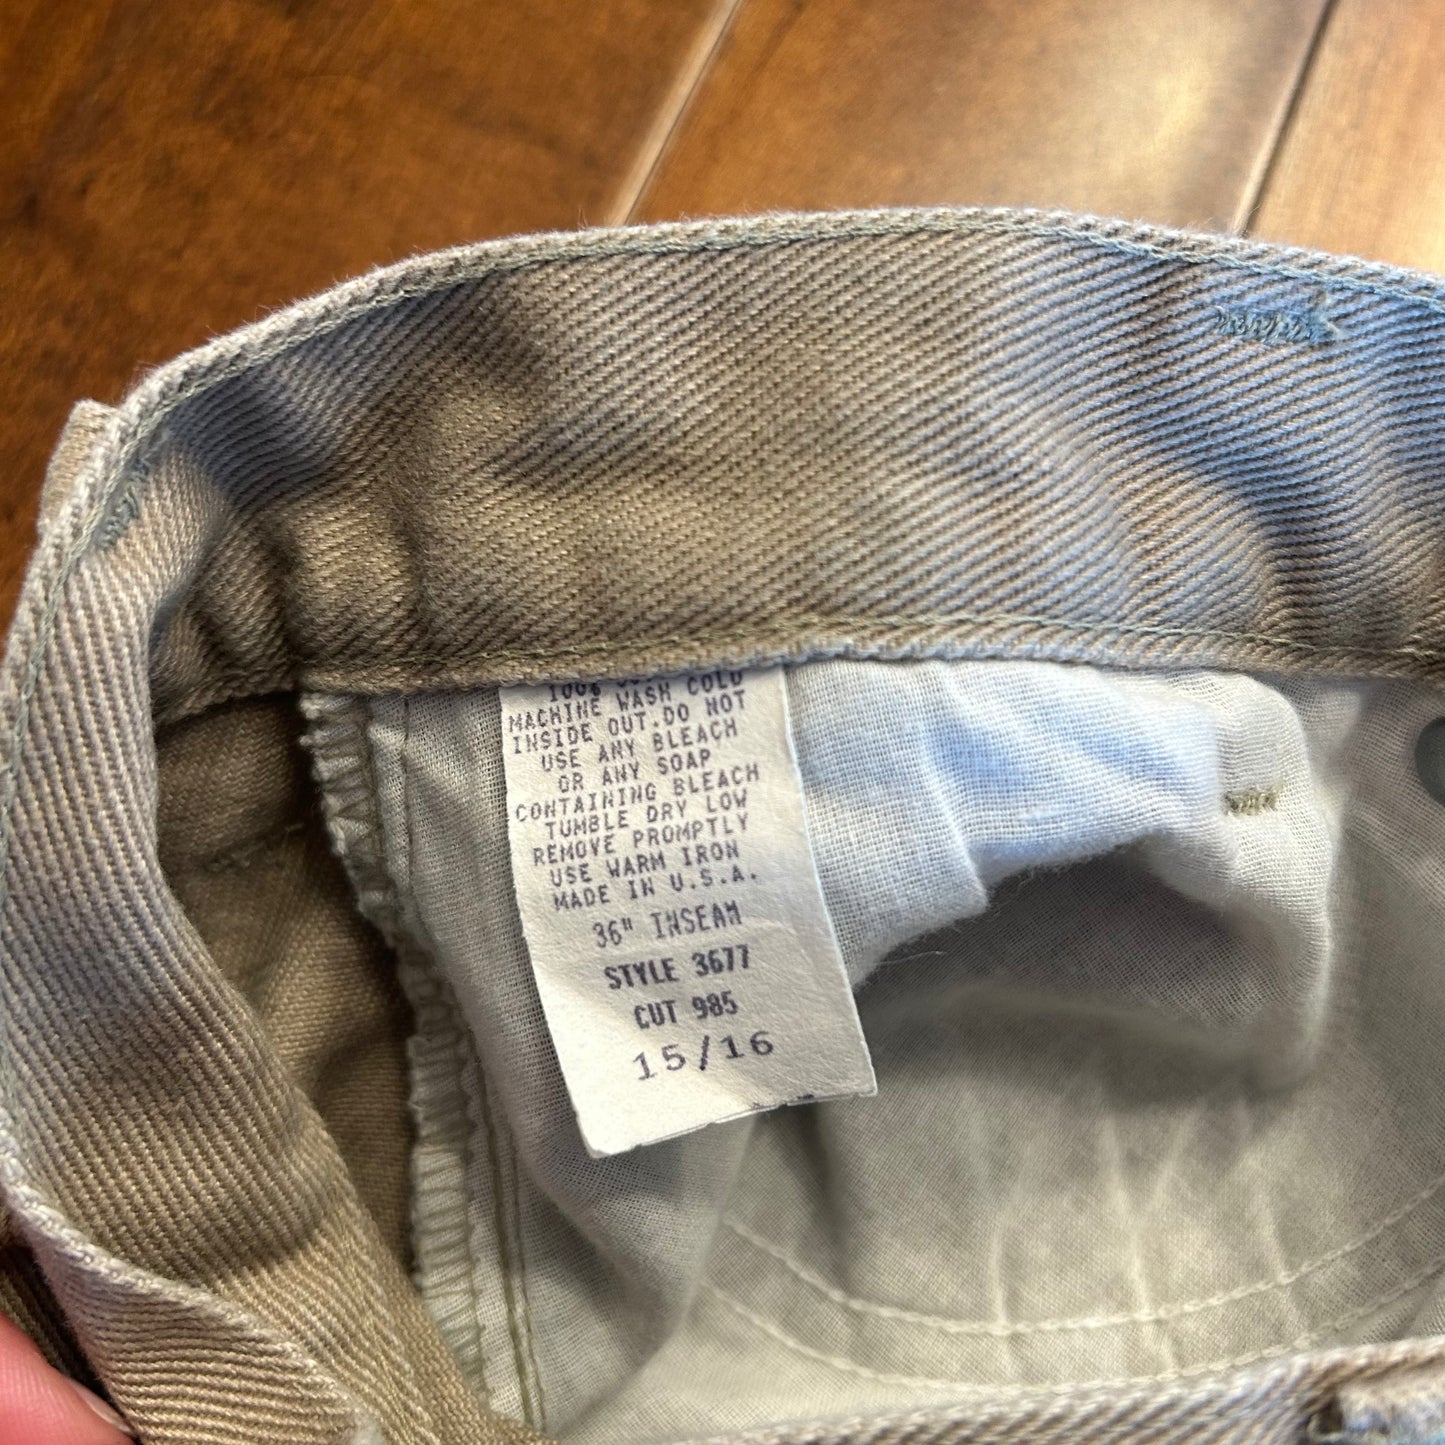 100%
MACHINE WASH COLD
INSIDE OUT.DO NOT
USE ANY BLEACH
OR ANY SOAP
CONTAINING BLEACH
TUMBLE DRY LOW
REMOVE PROMPTLY
USE WARM IRON
MADE IN U.S.A.
36" INSEAM
STYLE 3677
CUT 985
15/16